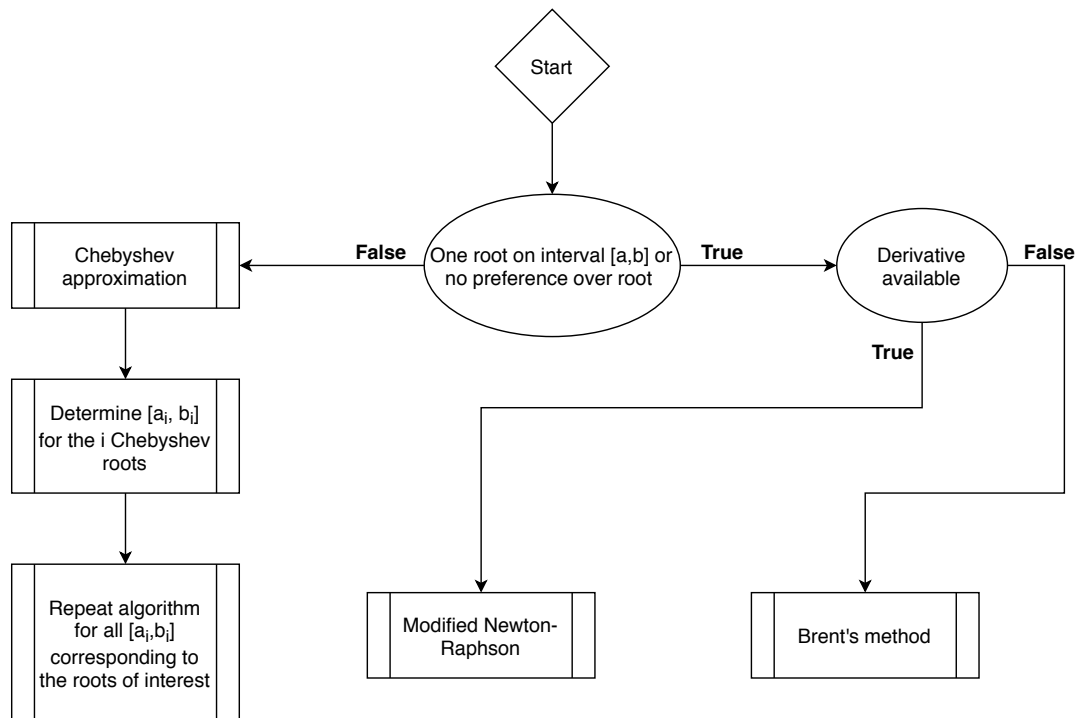 Start
One root on interval [a,b] or
no preference over root
False
True
Derivative
available
False
True
Chebyshev
approximation
Determine [aᵢ, bᵢ]
for the i Chebyshev
roots
Repeat algorithm
for all [aᵢ,bᵢ]
corresponding to
the roots of interest
Modified Newton-
Raphson
Brent's method